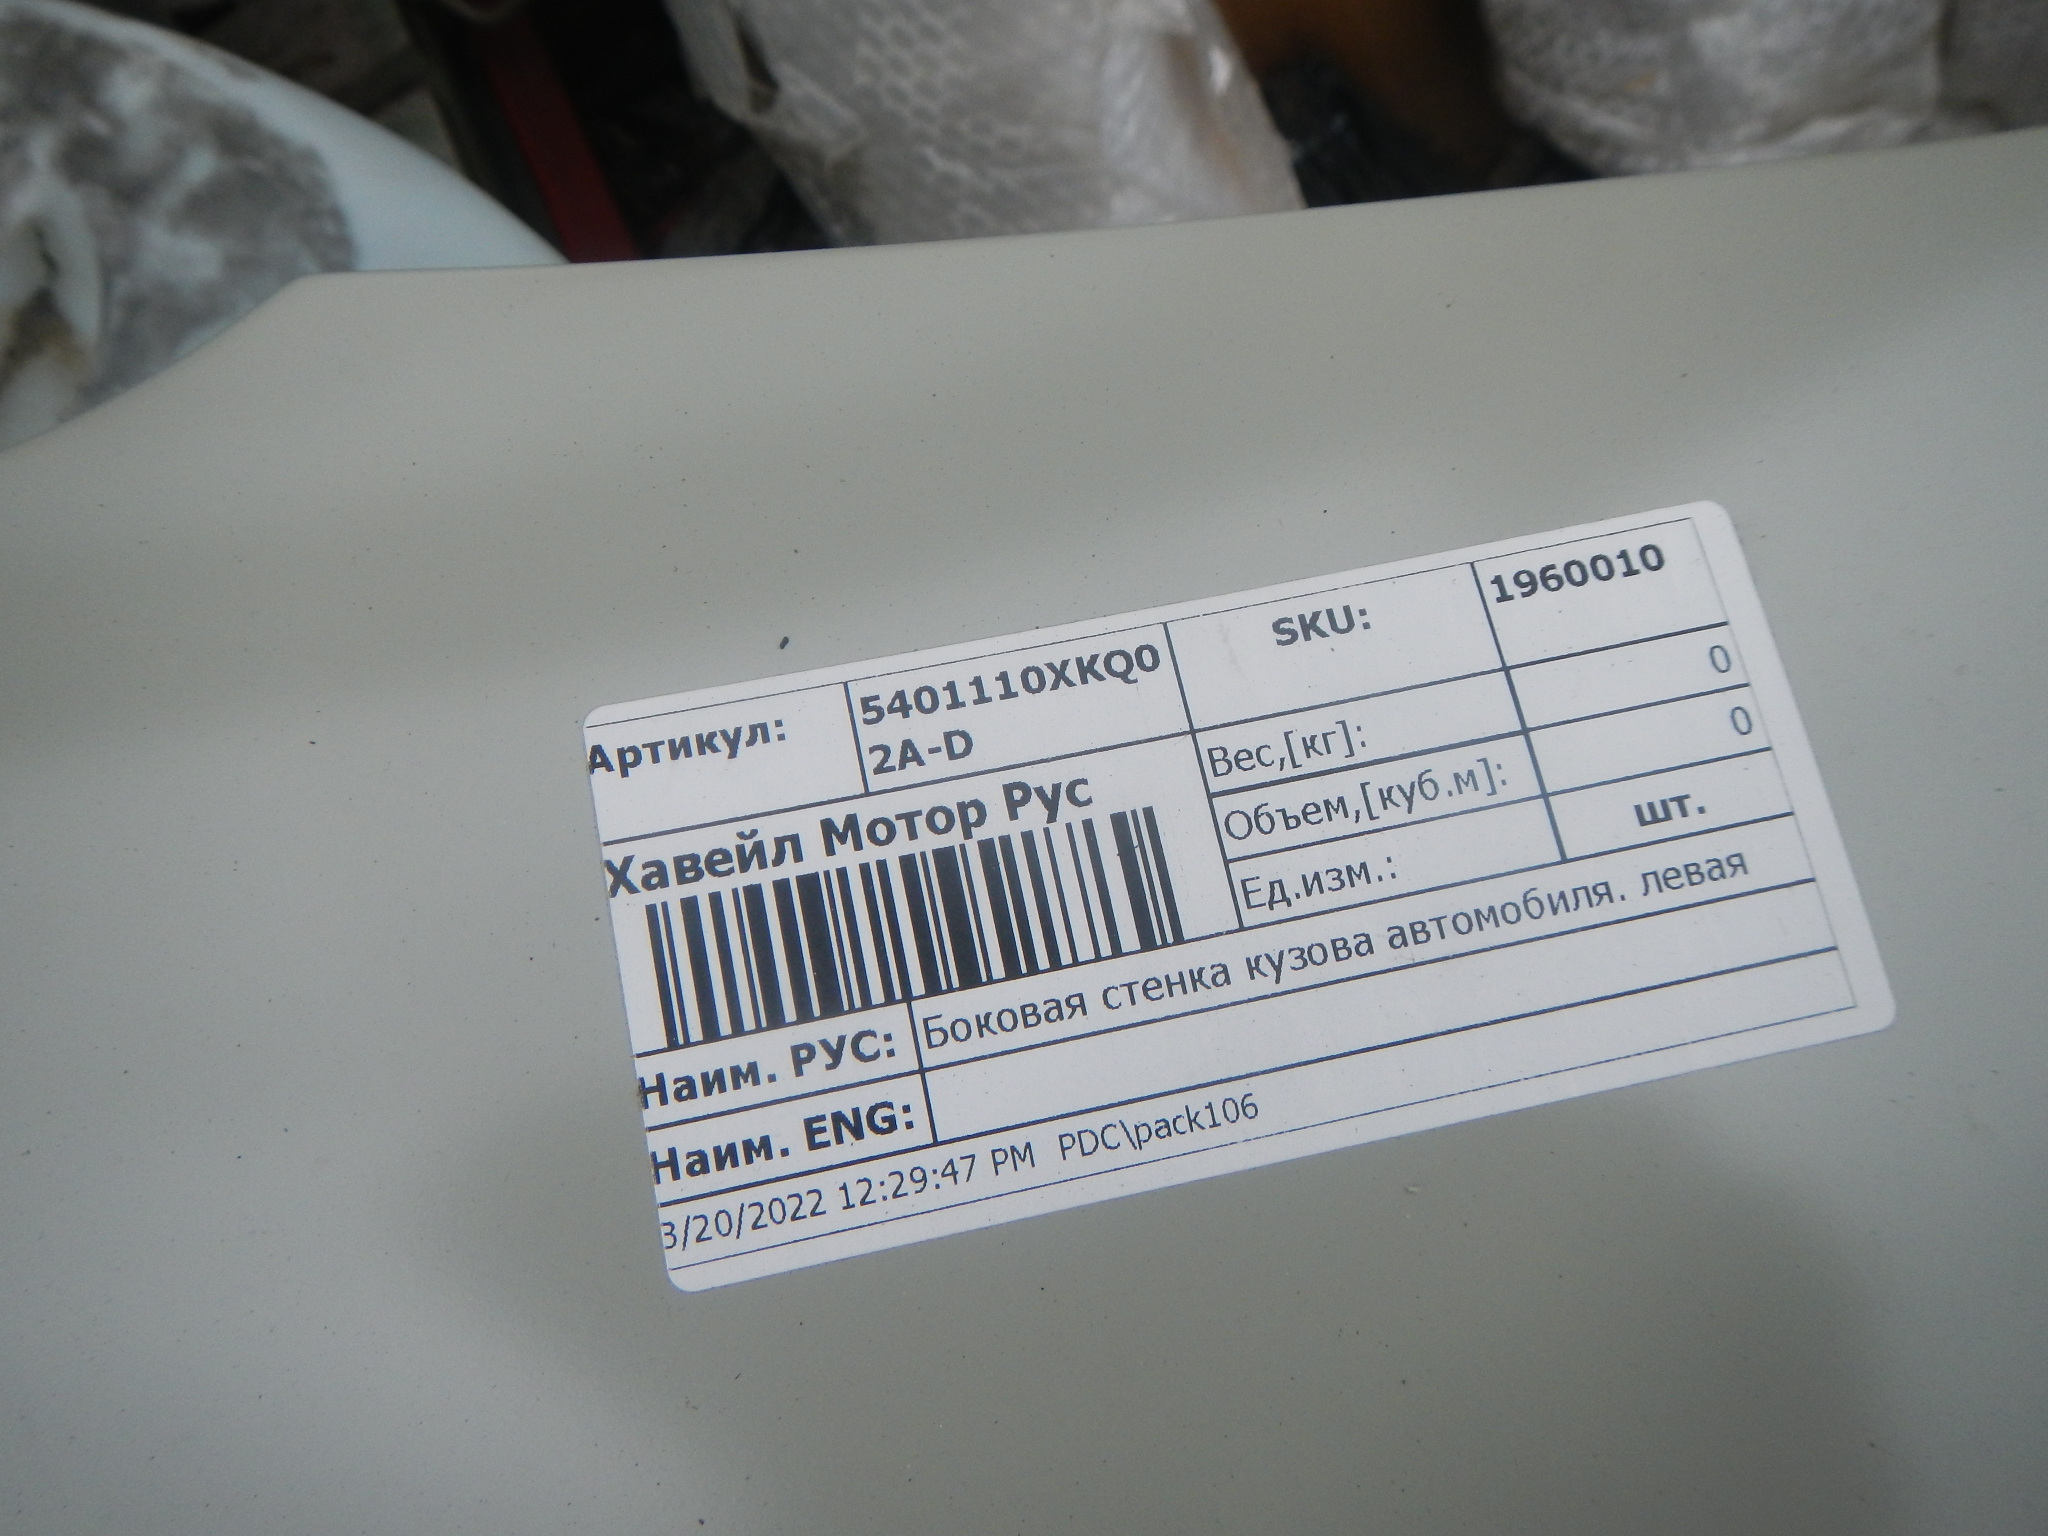 Артикул: 5401110XKQ0 SKU: 1960010
2A-D
Хавейл Мотор Рус
Вес,[кг]: 0
Объем,[куб.м]: 0
Ед.изм.: шт.
Наим. РУС: Боковая стенка кузова автомобиля. левая
Наим. ENG:
3/20/2022 12:29:47 PM PDC\pack106